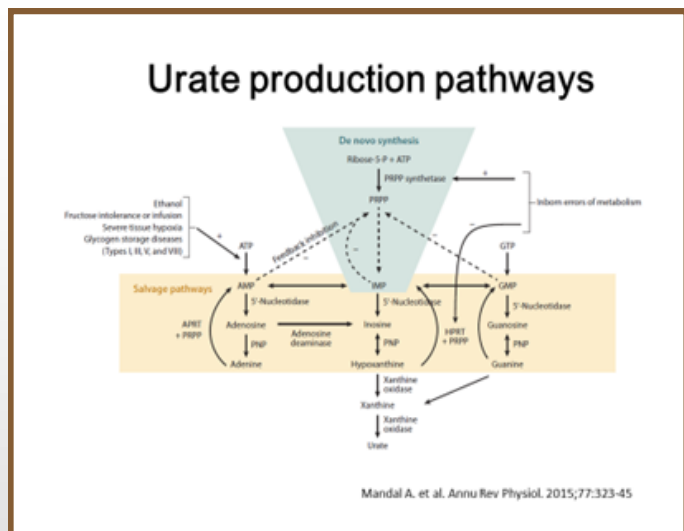 Urate production pathways
De novo synthesis
Ribose-5-P + ATP
PRPP synthetase
+
PRPP
Inborn errors of metabolism
Ethanol
Fructose intolerance or infusion
Severe tissue hypoxia
Glycogen storage diseases
(Types I, III, V, and VIII)
+
Feedback inhibition
–
–
–
–
ATP
GTP
Salvage pathways
AMP
IMP
GMP
5'-Nucleotidase
5'-Nucleotidase
5'-Nucleotidase
APRT
+ PRPP
Adenosine
Adenosine
deaminase
Inosine
HPRT
+ PRPP
Guanosine
PNP
PNP
PNP
Adenine
Hypoxanthine
Guanine
Xanthine
oxidase
Xanthine
Xanthine
oxidase
Urate
Mandal A. et al. Annu Rev Physiol. 2015;77:323-45